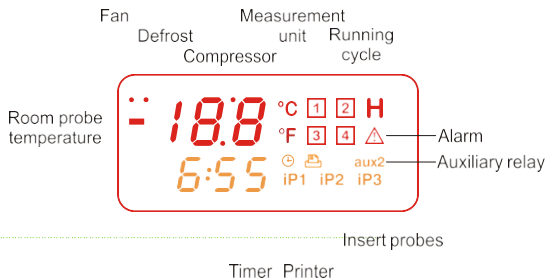 Fan
Measurement
Defrost
unit
Running
Compressor
cycle
-18.8 °C 1 2 H
Room probe
temperature
°F 3 4
Alarm
6:55 aux2
Auxiliary relay
iP1 iP2 iP3
Insert probes
Timer Printer